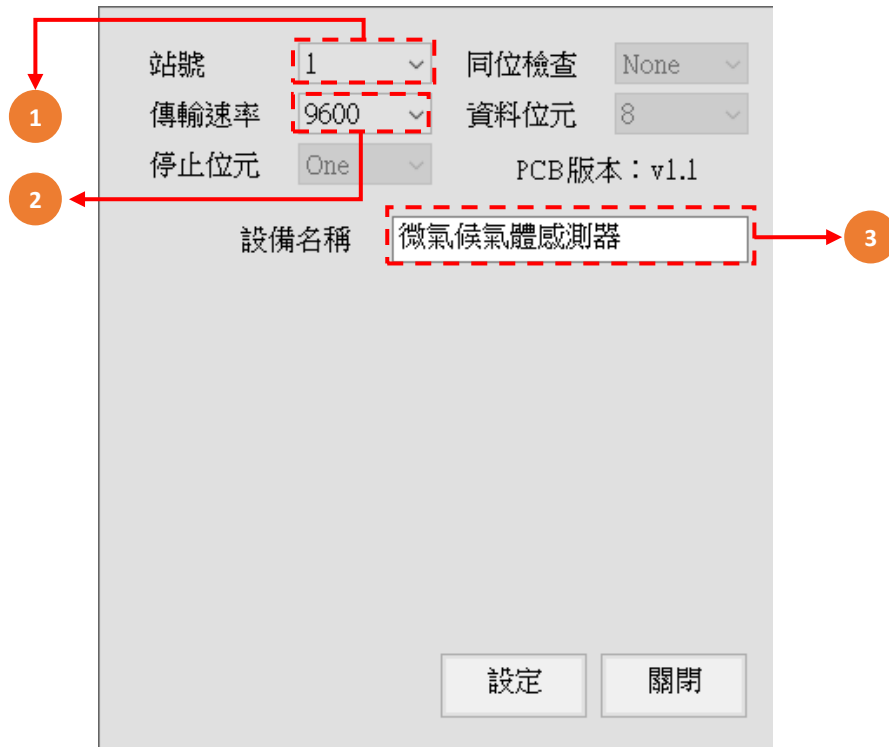 站號 1 同位檢查 None
1
傳輸速率 9600 資料位元 8
停止位元 One PCB版本：v1.1
2
設備名稱 微氣候氣體感測器
3
設定 關閉